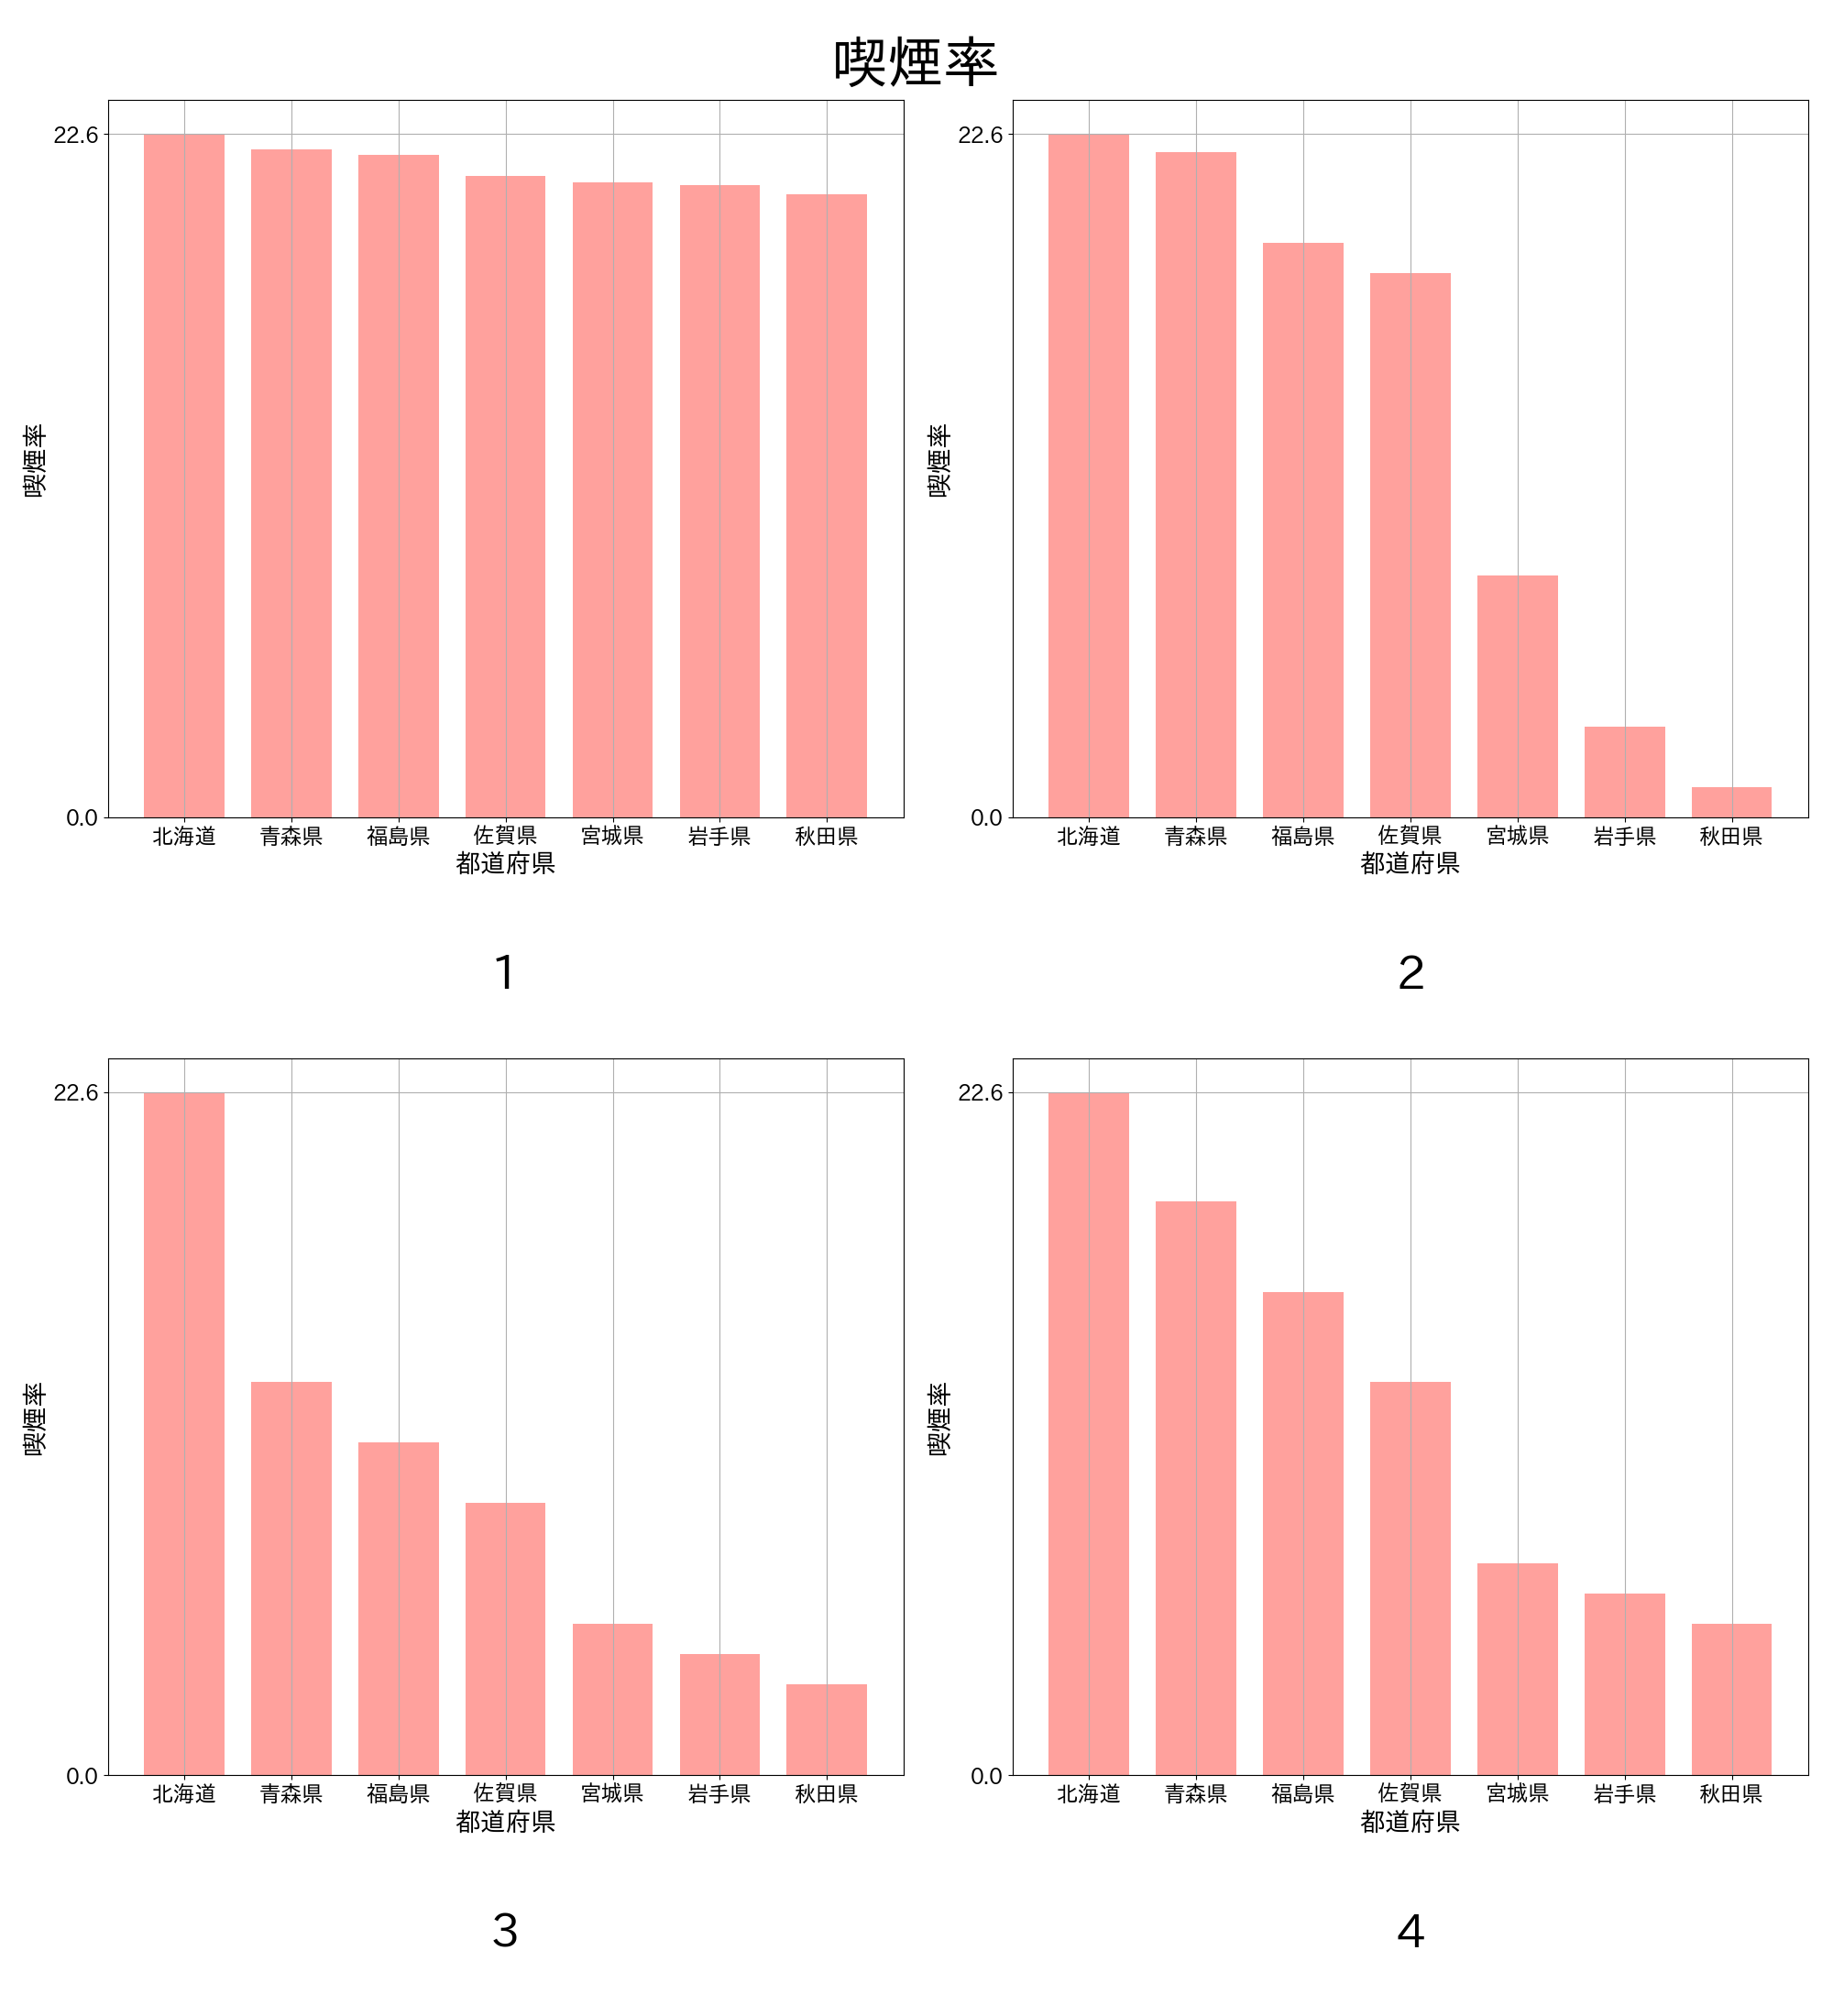 喫煙率
22.6
0.0
喫煙率
北海道 青森県 福島県 佐賀県 宮城県 岩手県 秋田県
都道府県
1
22.6
0.0
喫煙率
北海道 青森県 福島県 佐賀県 宮城県 岩手県 秋田県
都道府県
2
22.6
0.0
喫煙率
北海道 青森県 福島県 佐賀県 宮城県 岩手県 秋田県
都道府県
3
22.6
0.0
喫煙率
北海道 青森県 福島県 佐賀県 宮城県 岩手県 秋田県
都道府県
4